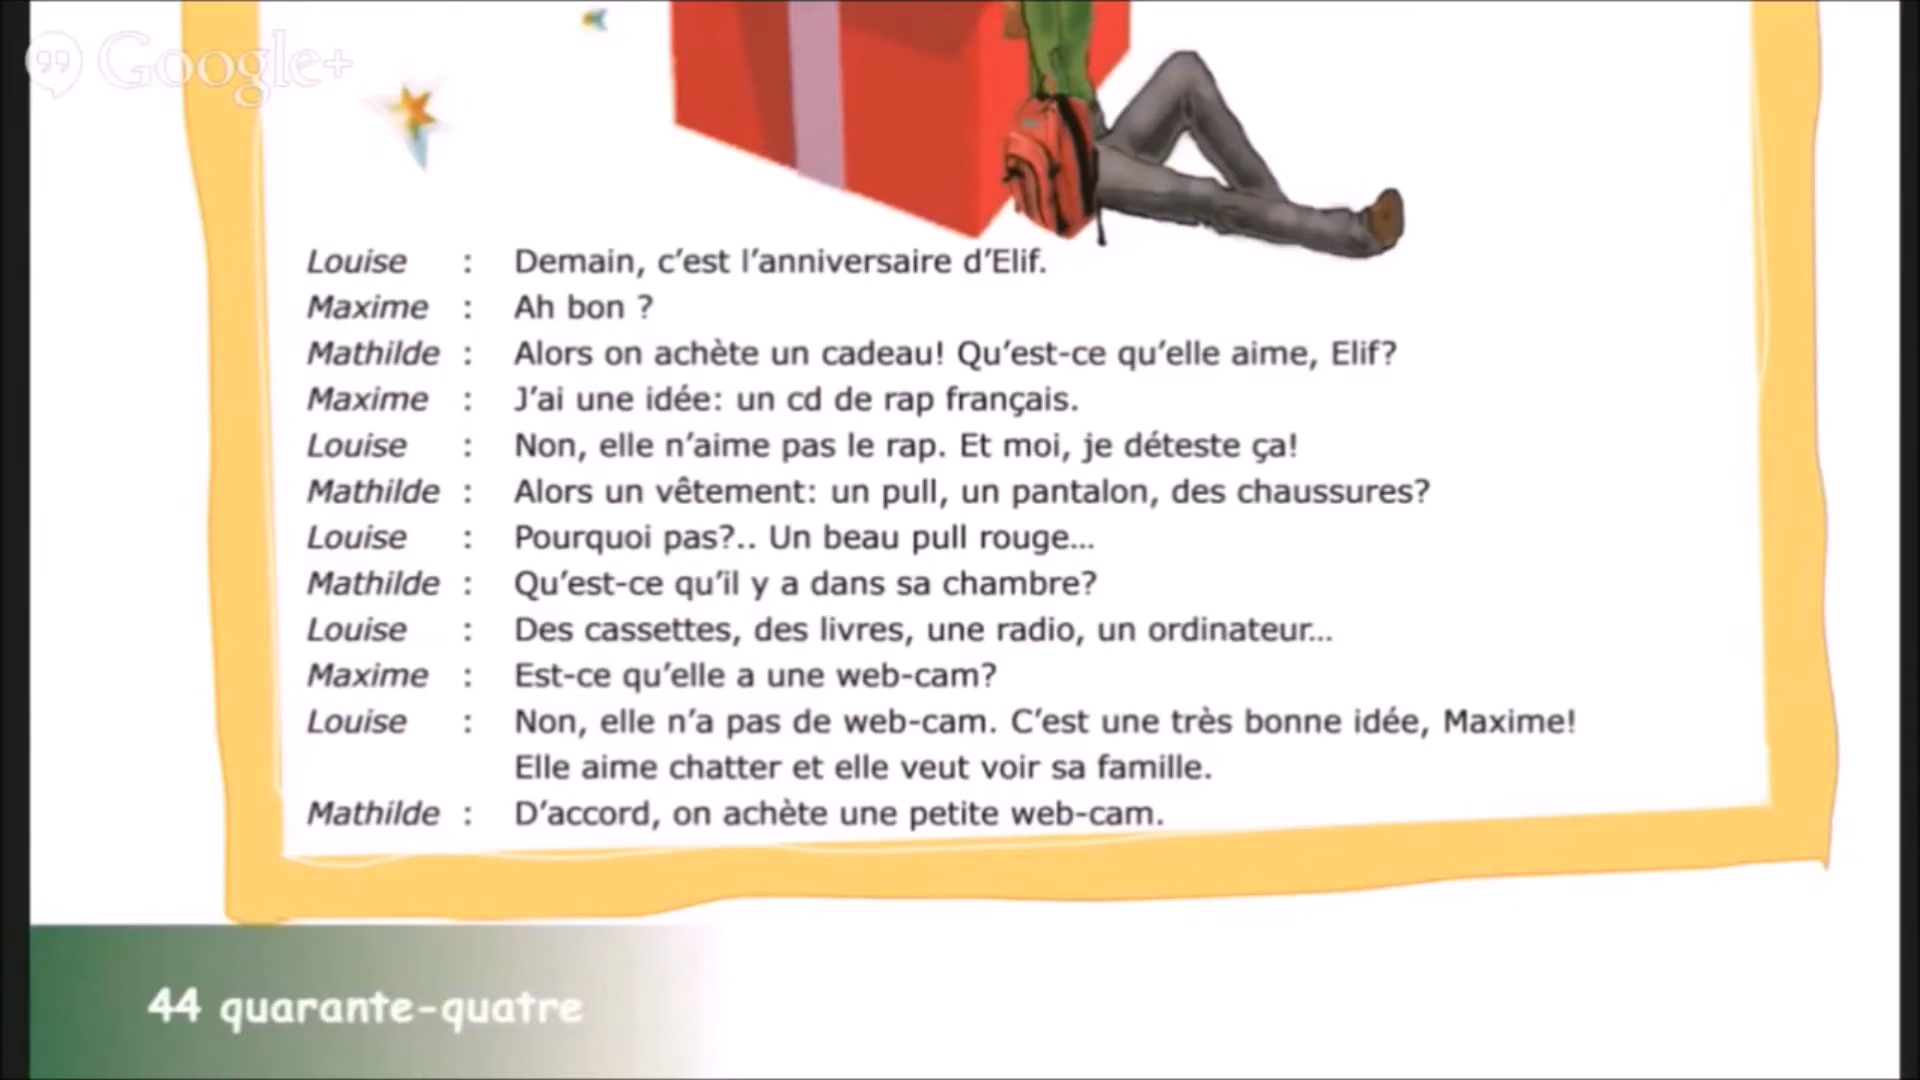 Google+
Louise : Demain, c'est l'anniversaire d'Elif.
Maxime : Ah bon ?
Mathilde : Alors on achète un cadeau! Qu'est-ce qu'elle aime, Elif?
Maxime : J'ai une idée: un cd de rap français.
Louise : Non, elle n'aime pas le rap. Et moi, je déteste ça!
Mathilde : Alors un vêtement: un pull, un pantalon, des chaussures?
Louise : Pourquoi pas?.. Un beau pull rouge...
Mathilde : Qu'est-ce qu'il y a dans sa chambre?
Louise : Des cassettes, des livres, une radio, un ordinateur...
Maxime : Est-ce qu'elle a une web-cam?
Louise : Non, elle n'a pas de web-cam. C'est une très bonne idée, Maxime!
Elle aime chatter et elle veut voir sa famille.
Mathilde : D'accord, on achète une petite web-cam.
44 quarante-quatre